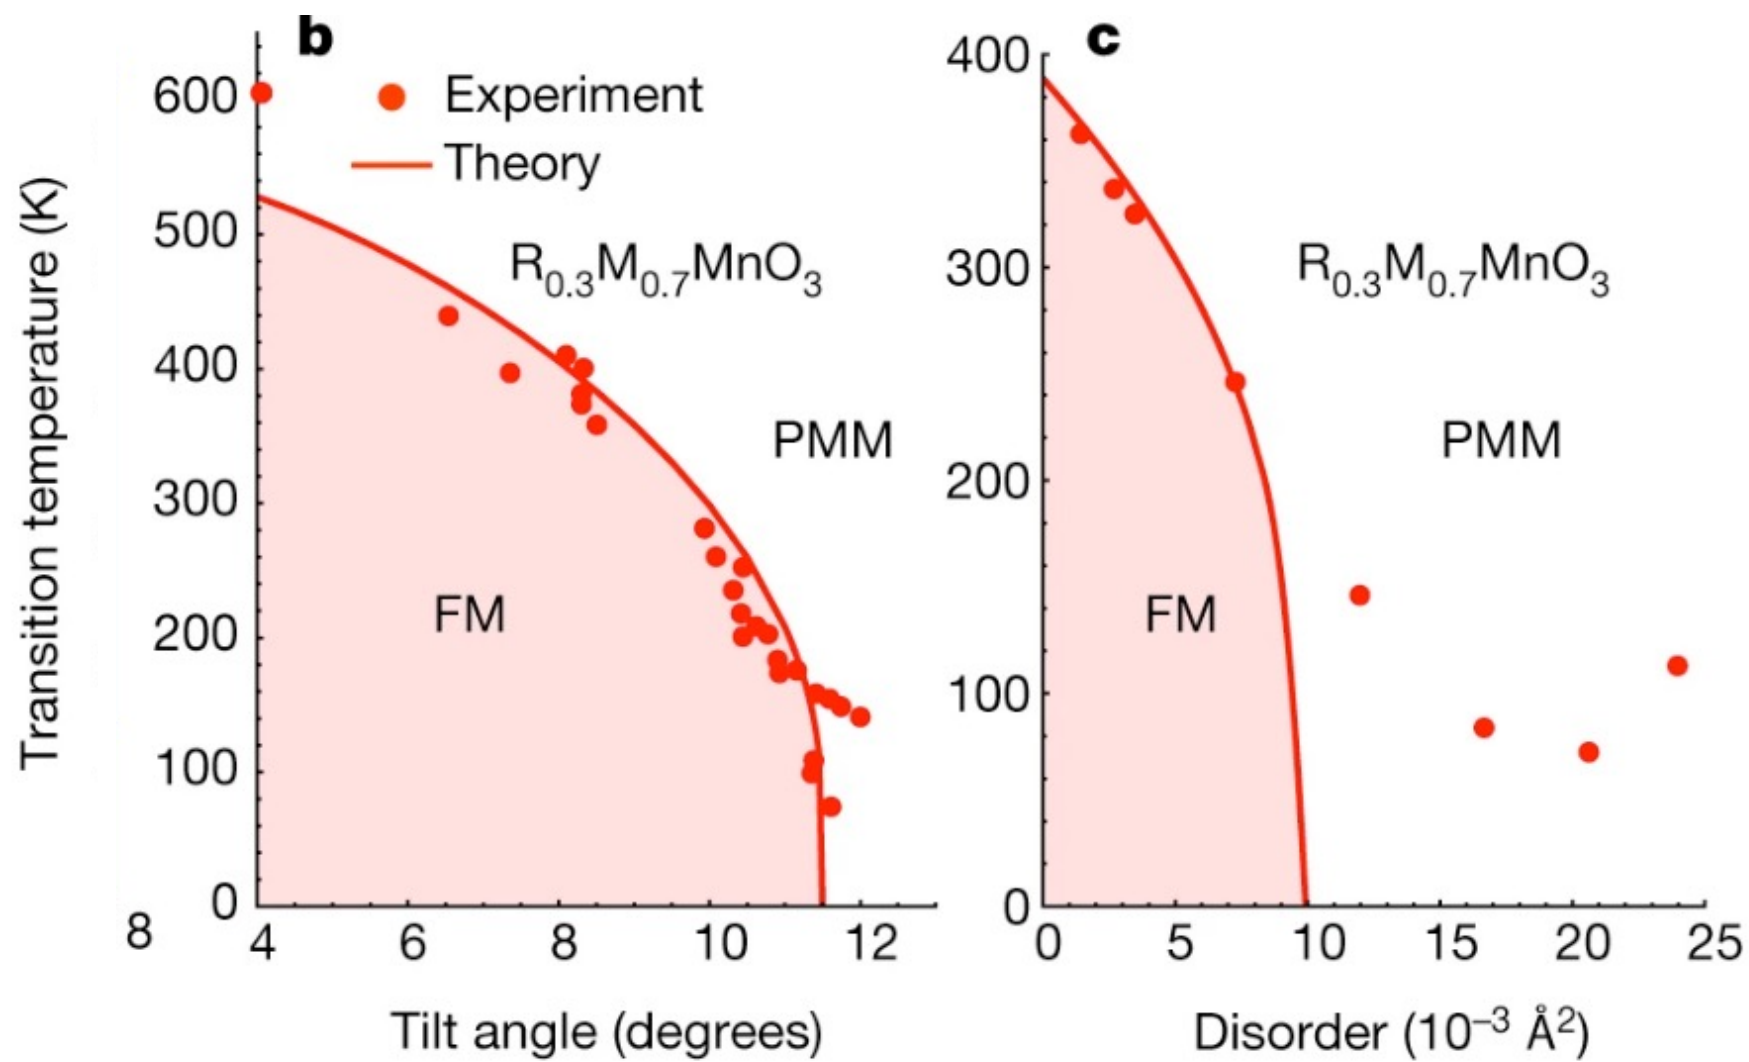 b
600
500
400
300
200
100
0
Transition temperature (K)
Experiment
Theory
R₀.₃M₀.₇MnO₃
PMM
FM
8
4 6 8 10 12
Tilt angle (degrees)
c
400
300
200
100
0
R₀.₃M₀.₇MnO₃
PMM
FM
0 5 10 15 20 25
Disorder (10⁻³ Å²)